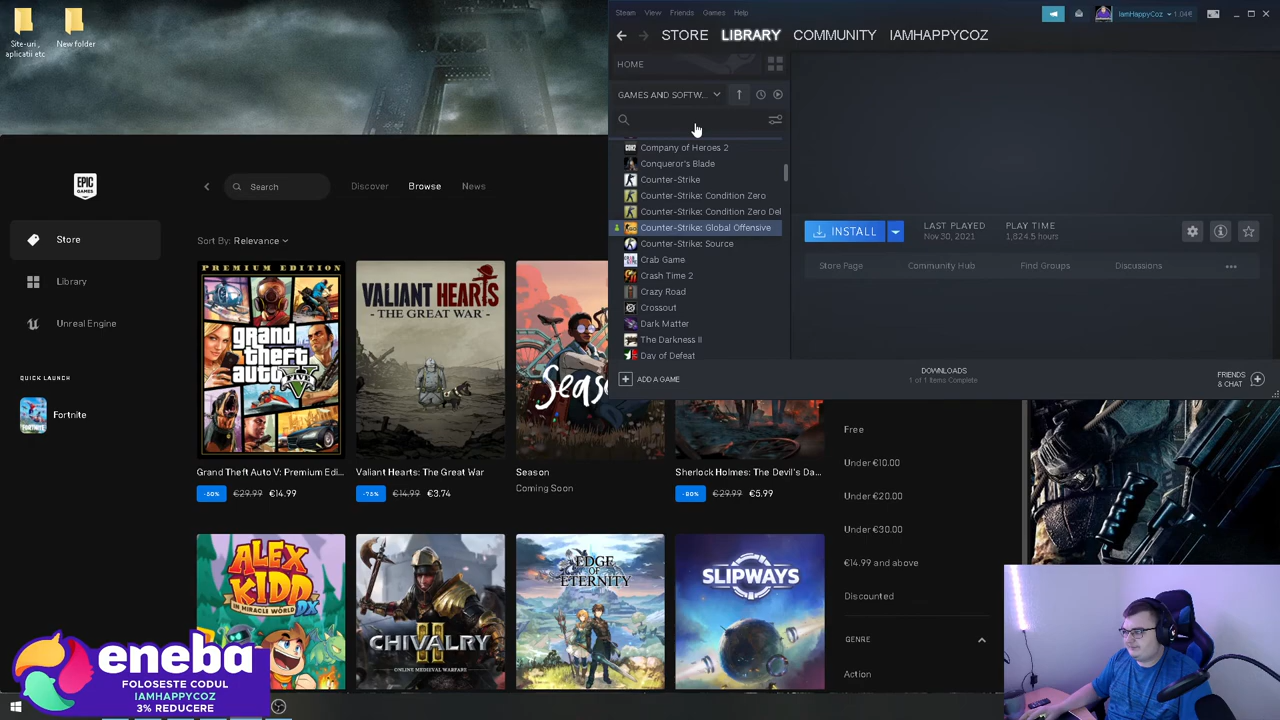 Site-uri ,
aplicatii etc
New folder
Steam View Friends Games Help
IamHappyCoz 1.04€
STORE LIBRARY COMMUNITY IAMHAPPYCOZ
HOME
GAMES AND SOFTW...
Company of Heroes 2
Conqueror's Blade
Counter-Strike
Counter-Strike: Condition Zero
Counter-Strike: Condition Zero Del
Counter-Strike: Global Offensive
Counter-Strike: Source
Crab Game
Crash Time 2
Crazy Road
Crossout
Dark Matter
The Darkness II
Day of Defeat
INSTALL
LAST PLAYED
Nov 30, 2021
PLAY TIME
1,824.5 hours
Store Page Community Hub Find Groups Discussions
ADD A GAME
DOWNLOADS
1 of 1 Items Complete
FRIENDS
& CHAT
EPIC
GAMES
Search
Discover Browse News
Store
Library
Unreal Engine
QUICK LAUNCH
Fortnite
Sort By: Relevance
PREMIUM EDITION
grand
theft
auto
V
VALIANT HEARTS
- THE GREAT WAR -
Seas
Grand Theft Auto V: Premium Edi...
-50% €29.99 €14.99
Valiant Hearts: The Great War
-75% €14.99 €3.74
Season
Coming Soon
Sherlock Holmes: The Devil's Da...
-80% €29.99 €5.99
ALEX
KIDD
IN MIRACLE WORLD
DX
CHIVALRY
II
ONLINE MEDIEVAL WARFARE
EDGE
OF
ETERNITY
SLIPWAYS
Free
Under €10.00
Under €20.00
Under €30.00
€14.99 and above
Discounted
GENRE
Action
eneba
FOLOSESTE CODUL
IAMHAPPYCOZ
3% REDUCERE